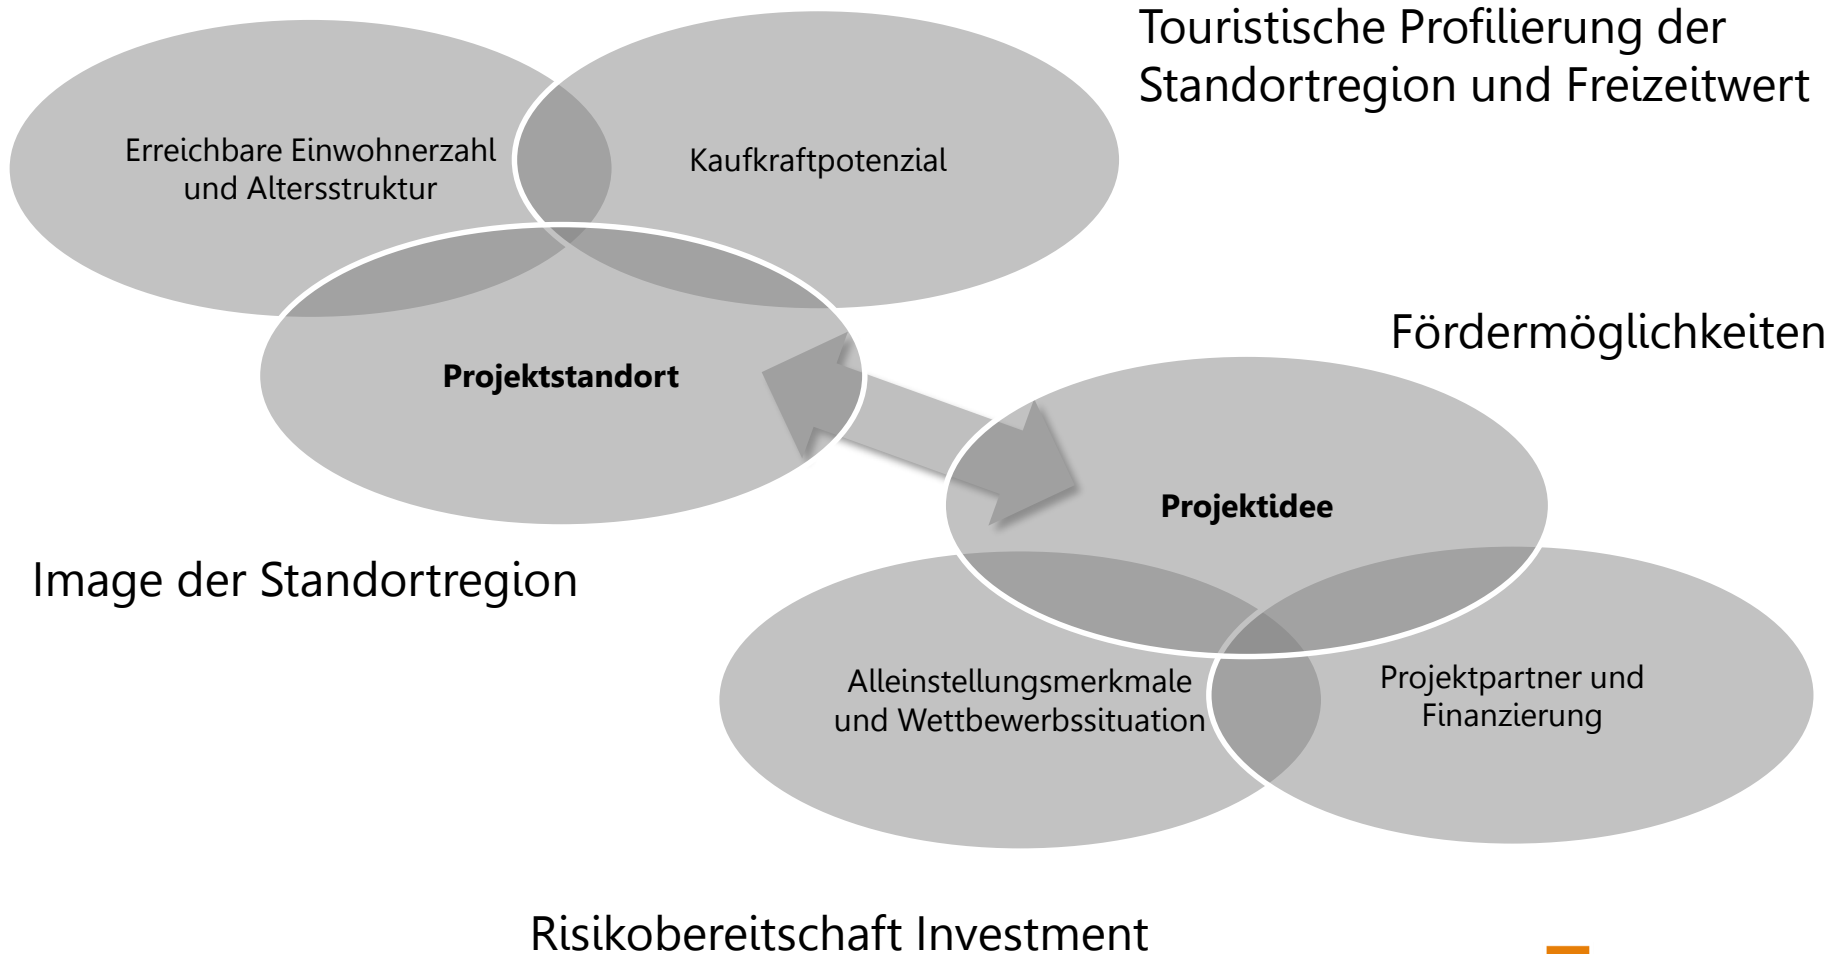 Touristische Profilierung der
Standortregion und Freizeitwert
Erreichbare Einwohnerzahl
und Altersstruktur
Kaufkraftpotenzial
Fördermöglichkeiten
Projektstandort
Projektidee
Image der Standortregion
Alleinstellungsmerkmale
und Wettbewerbssituation
Projektpartner und
Finanzierung
Risikobereitschaft Investment